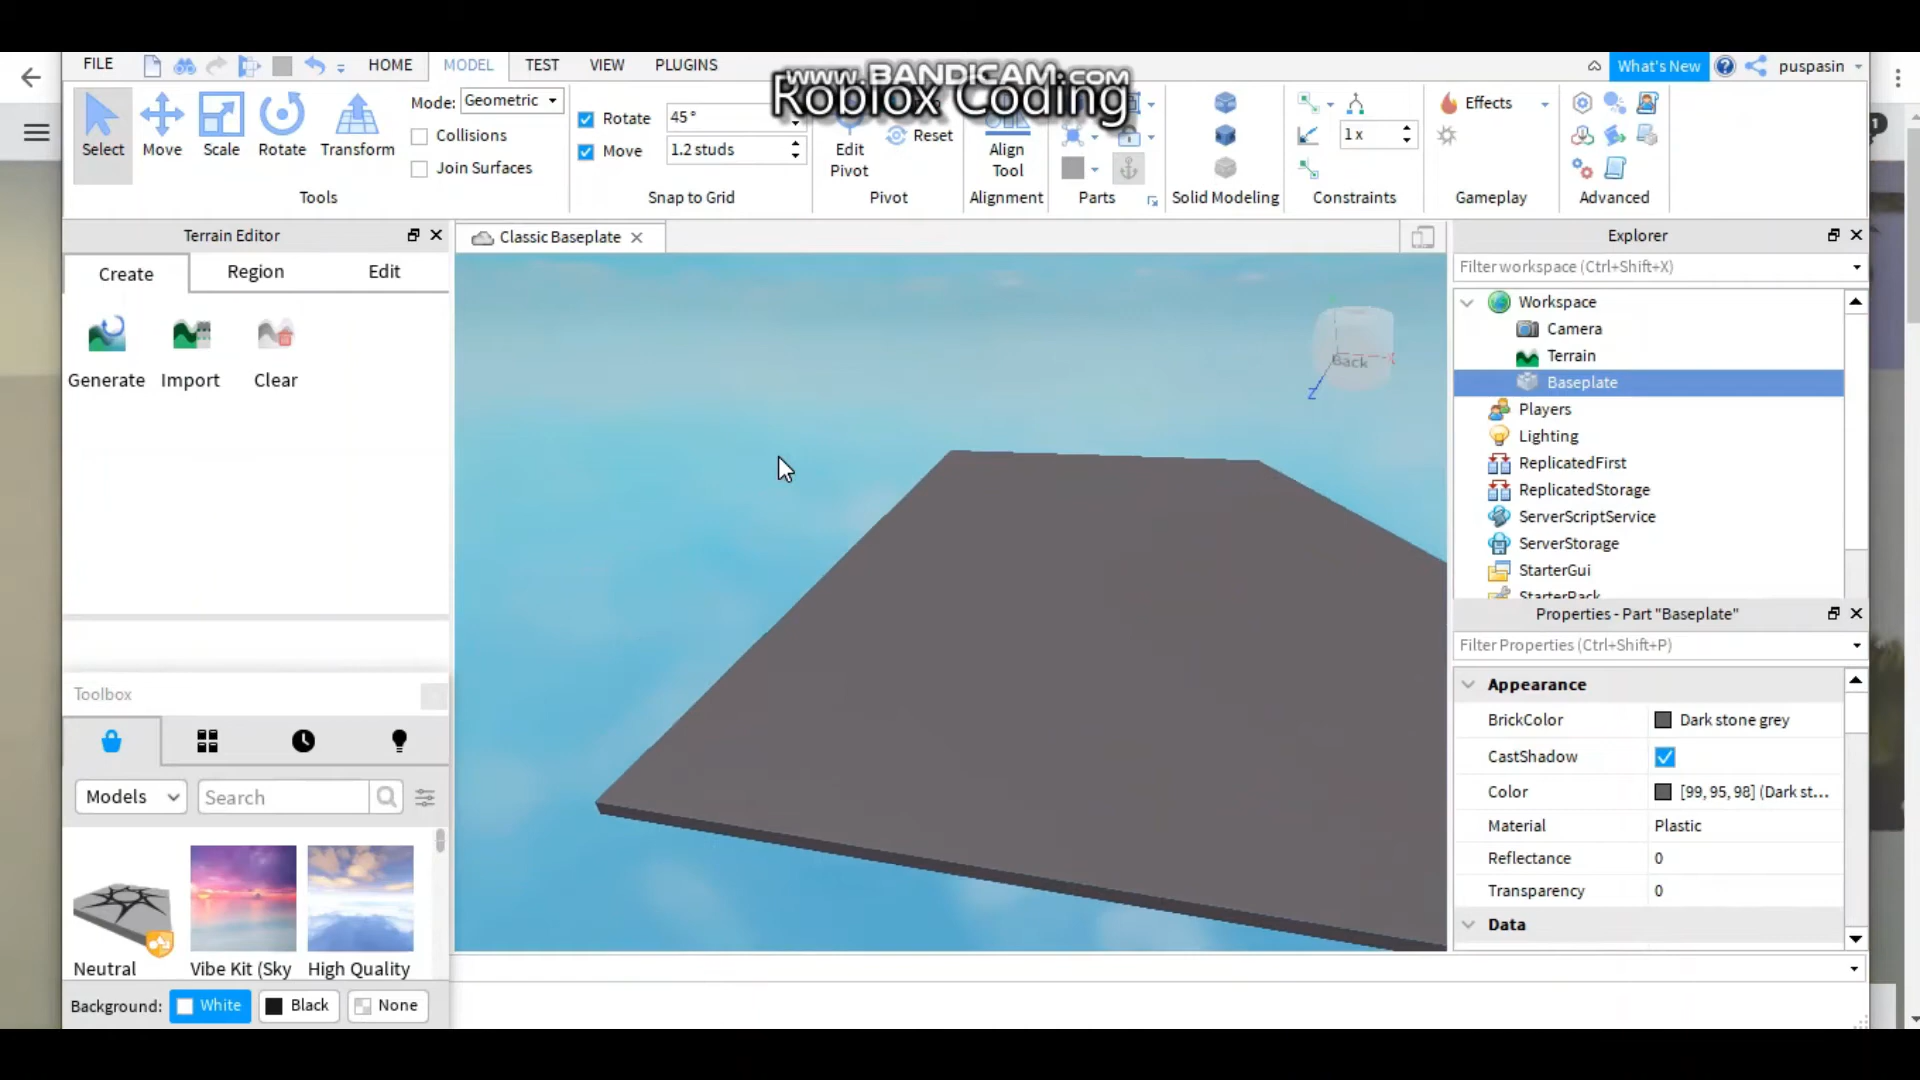 FILE HOME MODEL TEST VIEW PLUGINS
What's New puspasin
www.BANDICAM.com
Roblox Coding
Select Move Scale Rotate Transform
Mode: Geometric
Collisions
Join Surfaces
Tools
Rotate 45°
Move 1.2 studs
Snap to Grid
Edit Pivot
Reset
Pivot
Align Tool
Alignment
Parts
Solid Modeling
1 x
Constraints
Effects
Gameplay
Advanced
Terrain Editor
Create Region Edit
Generate Import Clear
Classic Baseplate
Back
Z
Explorer
Filter workspace (Ctrl+Shift+X)
Workspace
Camera
Terrain
Baseplate
Players
Lighting
ReplicatedFirst
ReplicatedStorage
ServerScriptService
ServerStorage
StarterGui
StarterPack
Properties - Part "Baseplate"
Filter Properties (Ctrl+Shift+P)
Appearance
BrickColor Dark stone grey
CastShadow
Color [99, 95, 98] (Dark st...
Material Plastic
Reflectance 0
Transparency 0
Data
Toolbox
Models Search
Neutral Vibe Kit (Sky High Quality
Background: White Black None